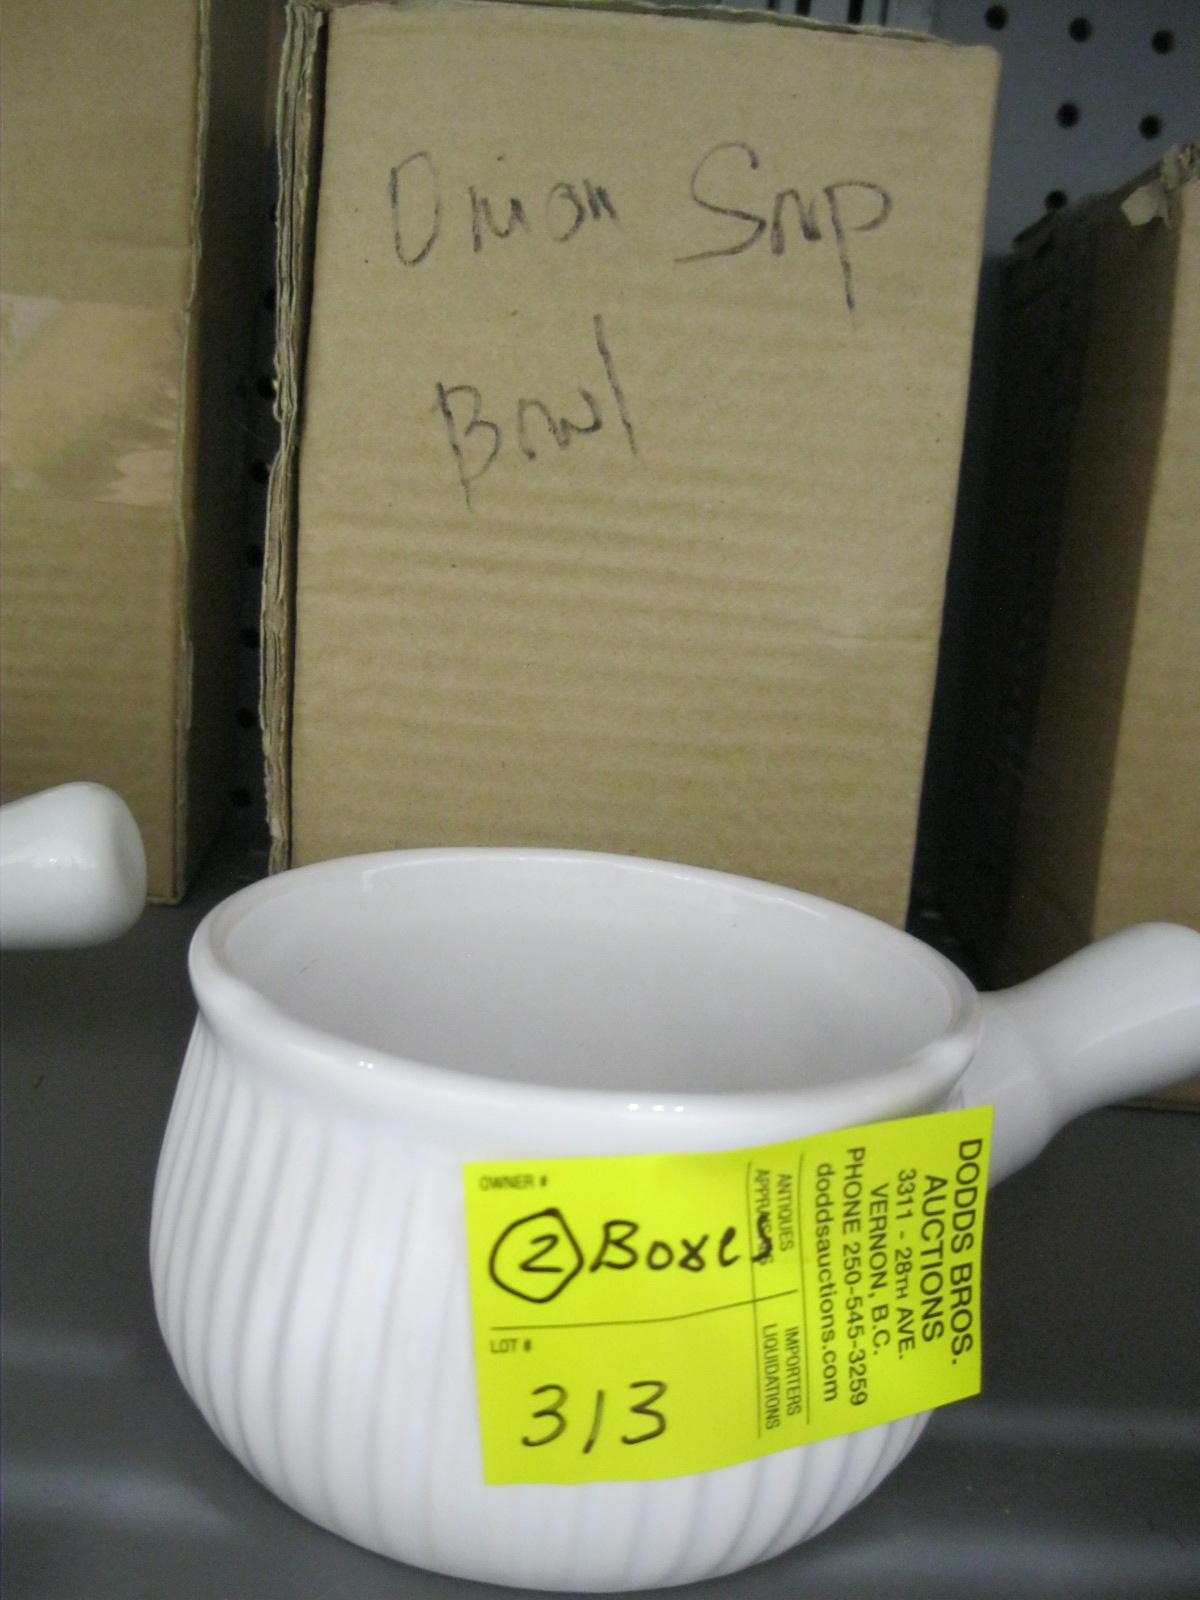 Onion Soup
Bowl
OWNER #
② Boxes
LOT #
313
ANTIQUES
APPRAISALS
IMPORTERS
LIQUIDATIONS
DODDS BROS.
AUCTIONS
3311 - 28TH AVE.
VERNON, B.C.
PHONE 250-545-3259
doddsauctions.com